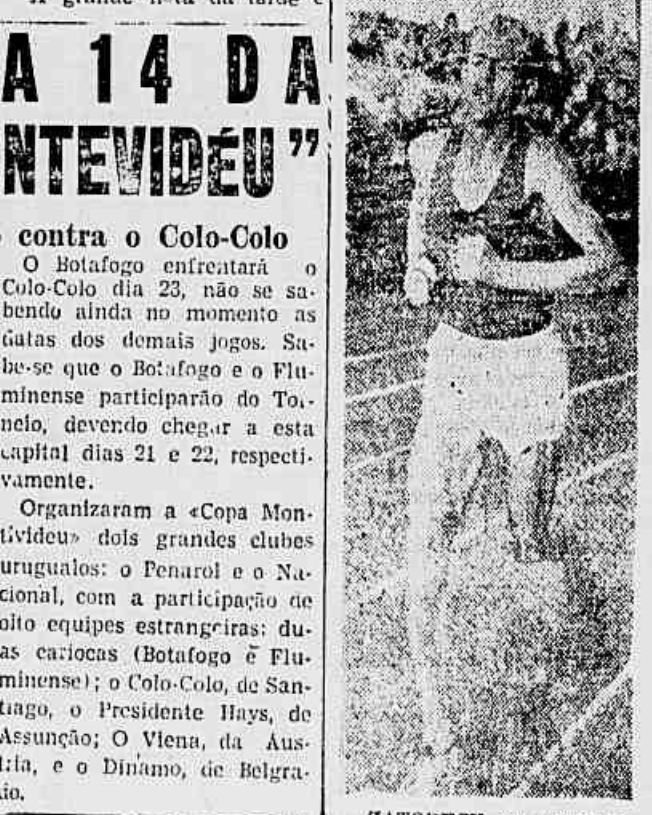 A 14 DA
NTEVIDÉU"
contra o Colo-Colo
O Botafogo enfrentará o
Colo-Colo dia 23, não se sa-
bendo ainda no momento as
datas dos demais jogos. Sa-
be-se que o Botafogo e o Flu-
minense participarão do Tor-
neio, devendo chegar a esta
capital dias 21 e 22, respecti-
vamente.
Organizaram a «Copa Mon-
tivideu» dois grandes clubes
uruguaios: o Penarol e o Na-
cional, com a participação de
oito equipes estrangeiras: du-
as cariocas (Botafogo e Flu-
minense); o Colo-Colo, de San-
tiago, o Presidente Hays, de
Assunção; O Viena, da Aus-
tria, e o Dínamo, de Belgra-
do.